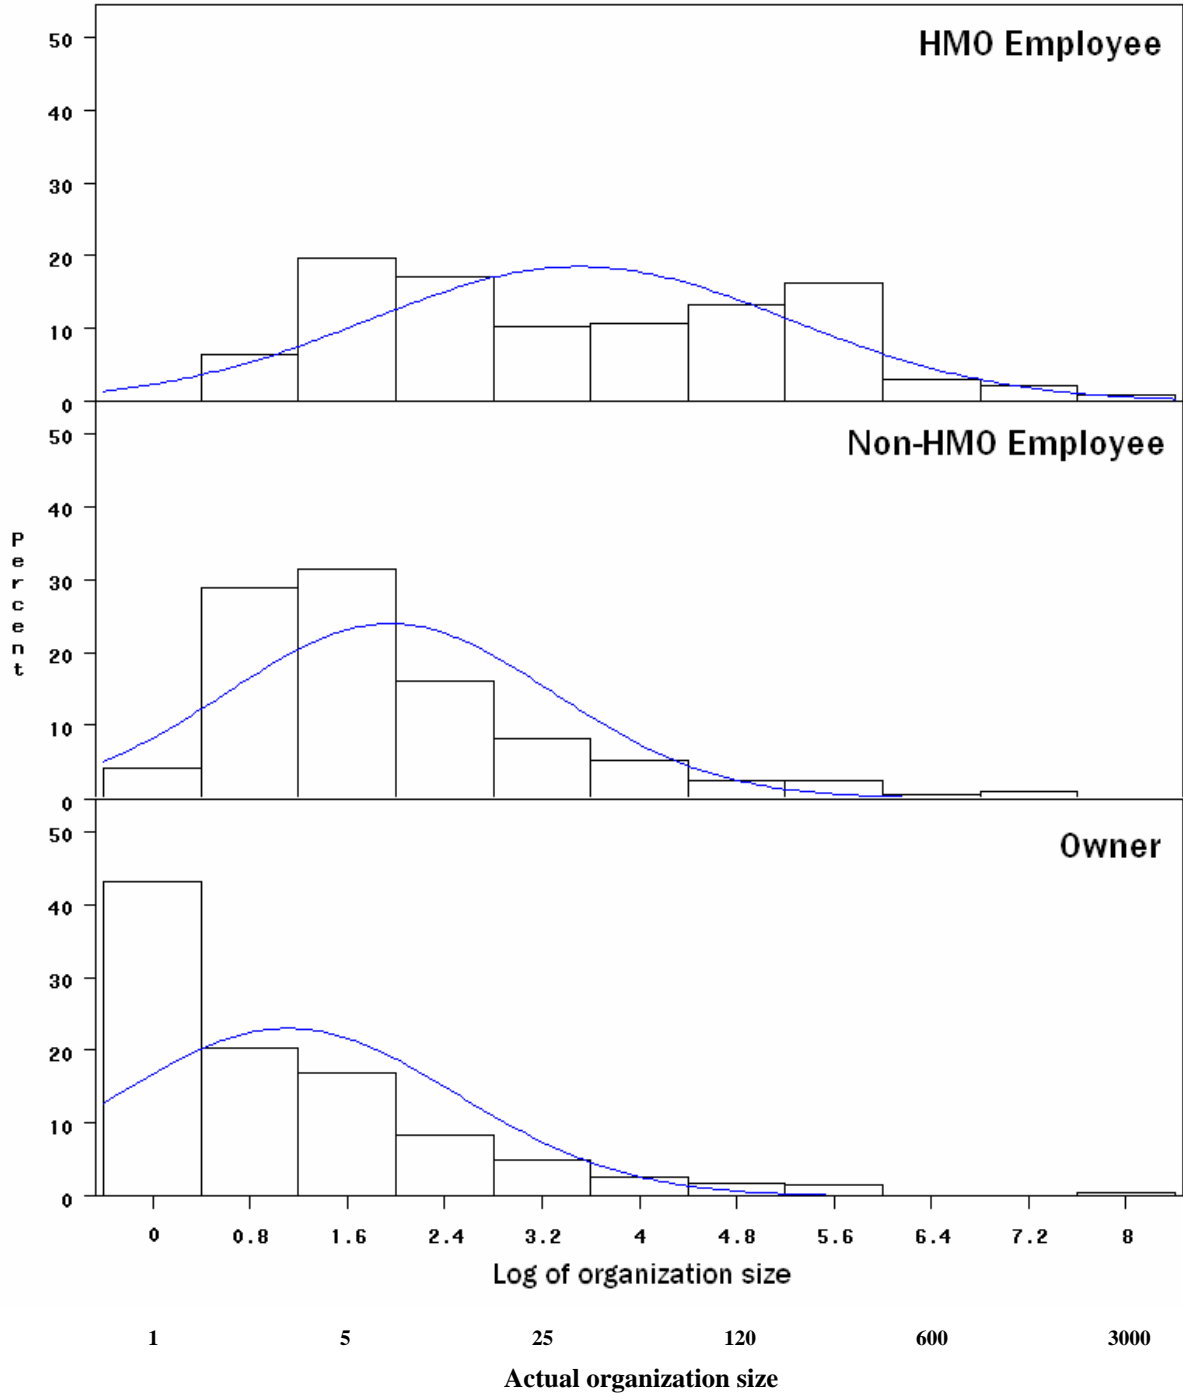 HMO Employee
50
40
30
20
10
0
Non-HMO Employee
50
40
30
20
10
0
Percent
Owner
50
40
30
20
10
0
0 0.8 1.6 2.4 3.2 4 4.8 5.6 6.4 7.2 8
Log of organization size
1 5 25 120 600 3000
Actual organization size